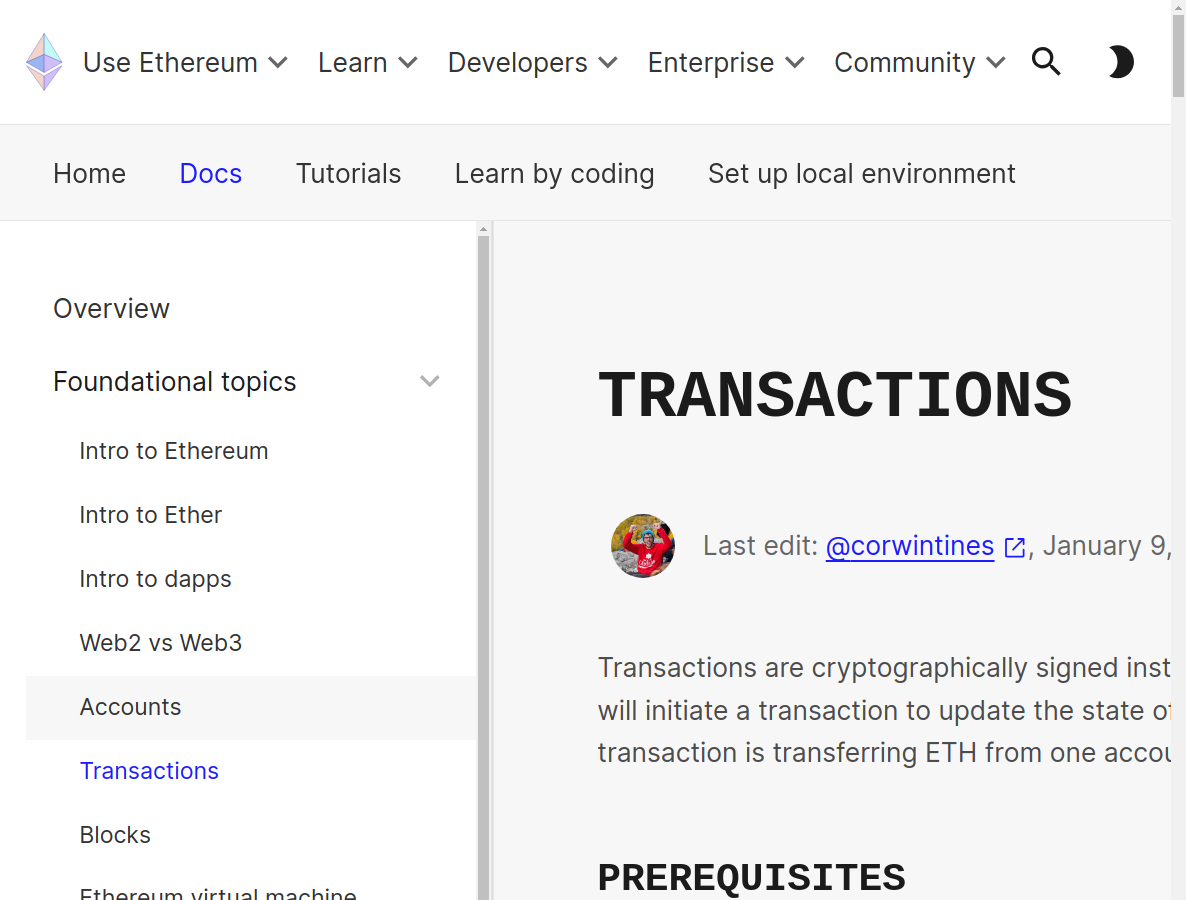 Use Ethereum Learn Developers Enterprise Community
Home Docs Tutorials Learn by coding Set up local environment
Overview
Foundational topics
Intro to Ethereum
Intro to Ether
Intro to dapps
Web2 vs Web3
Accounts
Transactions
Blocks
Ethereum virtual machine
TRANSACTIONS
Last edit: @corwintines, January 9,
Transactions are cryptographically signed inst
will initiate a transaction to update the state of
transaction is transferring ETH from one accou
PREREQUISITES